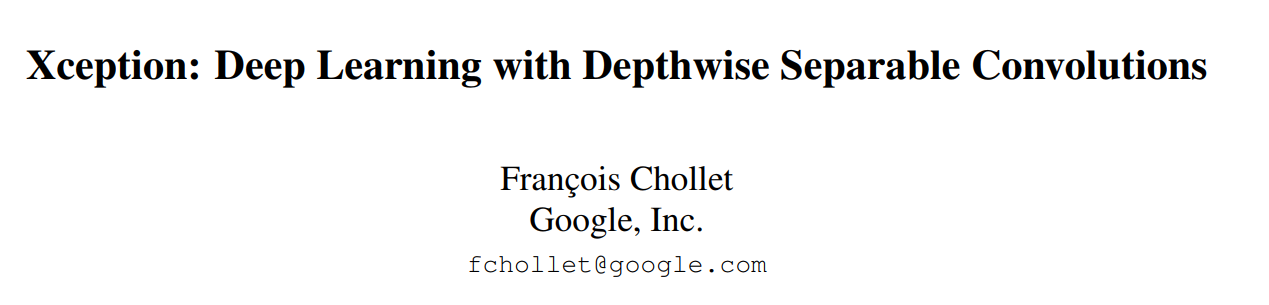 Xception: Deep Learning with Depthwise Separable Convolutions
François Chollet
Google, Inc.
fchollet@google.com